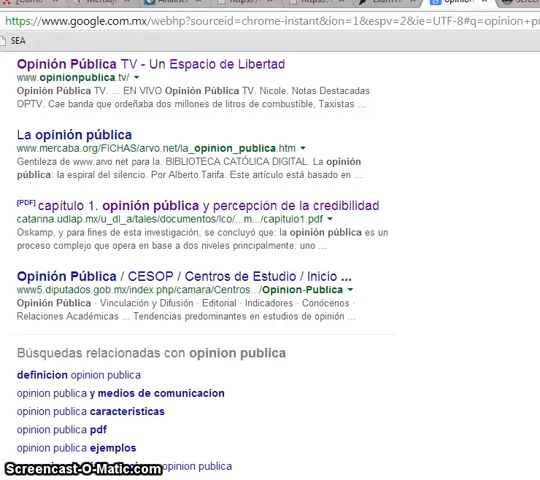 https://www.google.com.mx/webhp?sourceid=chrome-instant&ion=1&espv=2&ie=UTF-8#q=opinion+pu
SEA
Opinión Pública TV - Un Espacio de Libertad
www.opinionpublica.tv/
Opinión Pública TV. ... EN VIVO Opinión Pública TV. Nicole. Notas Destacadas
OPTV. Cae banda que ordeñaba dos millones de litros de combustible, Taxistas ...
La opinión pública
www.mercaba.org/FICHAS/arvo.net/la_opinion_publica.htm
Gentileza de www.arvo.net para la. BIBLIOTECA CATÓLICA DIGITAL. La opinión
pública: la espiral del silencio. Por Alberto Tarifa. Este artículo está basado en ...
[PDF] capítulo 1. opinión pública y percepción de la credibilidad
catarina.udlap.mx/u_dl_a/tales/documentos/lco/...m.../capitulo1.pdf
Oskamp, y para fines de esta investigación, se concluyó que: la opinión pública es un
proceso complejo que opera en base a dos niveles principalmente: uno ...
Opinión Pública / CESOP / Centros de Estudio / Inicio ...
www5.diputados.gob.mx/index.php/camara/Centros.../Opinion-Publica
Opinión Pública · Vinculación y Difusión · Editorial · Indicadores · Conócenos ·
Relaciones Académicas ... Tendencias predominantes en estudios de opinión ...
Búsquedas relacionadas con opinion publica
definicion opinion publica
opinion publica y medios de comunicacion
opinion publica caracteristicas
opinion publica pdf
opinion publica ejemplos
opinion publica
Screencast-O-Matic.com